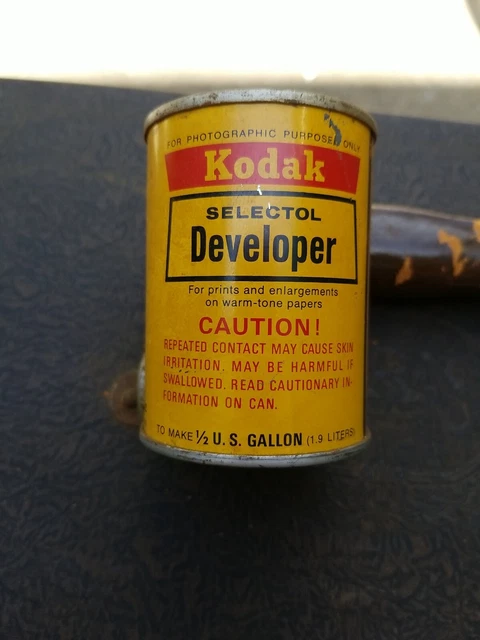 FOR PHOTOGRAPHIC PURPOSES ONLY
Kodak
SELECTOL
Developer
For prints and enlargements
on warm-tone papers
CAUTION!
REPEATED CONTACT MAY CAUSE SKIN
IRRITATION. MAY BE HARMFUL IF
SWALLOWED. READ CAUTIONARY IN-
FORMATION ON CAN.
TO MAKE ½ U.S. GALLON (1.9 LITERS)